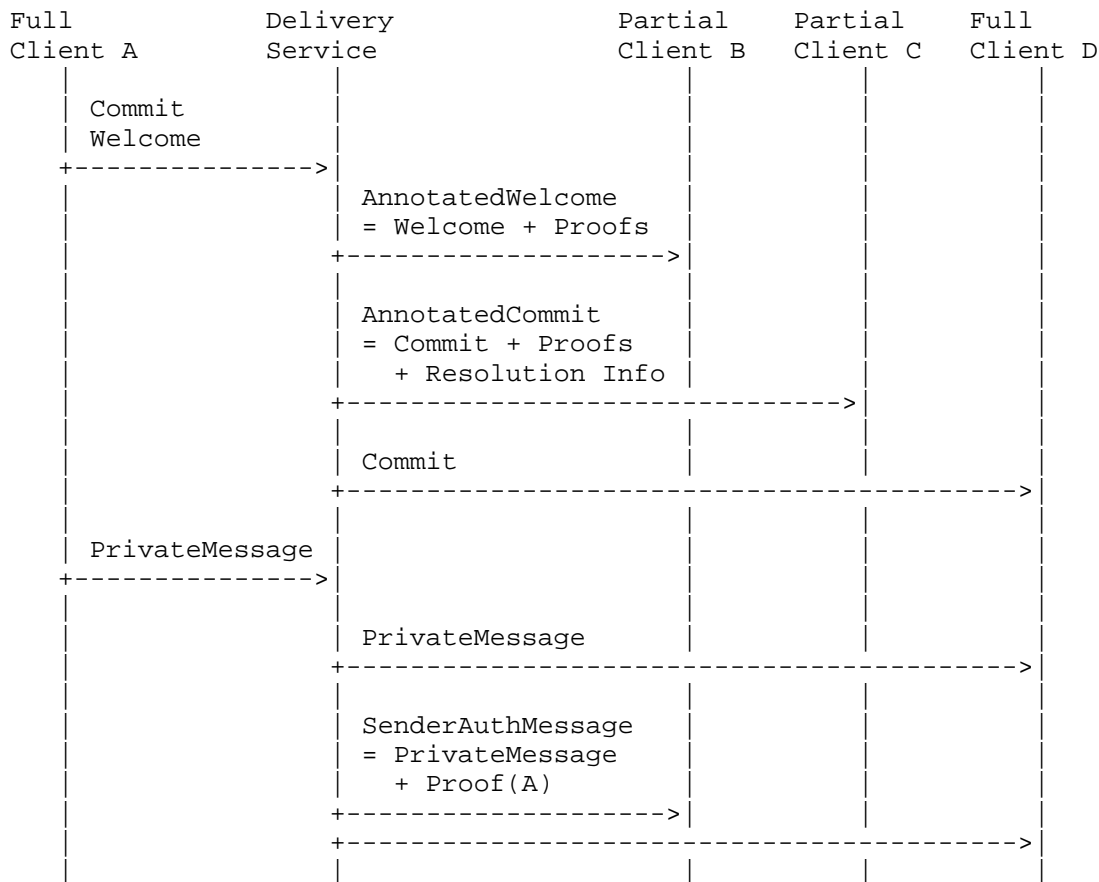 Full Delivery Partial Partial Full
Client A Service Client B Client C Client D
Commit
Welcome
AnnotatedWelcome
= Welcome + Proofs
AnnotatedCommit
= Commit + Proofs
+ Resolution Info
Commit
PrivateMessage
PrivateMessage
SenderAuthMessage
= PrivateMessage
+ Proof(A)